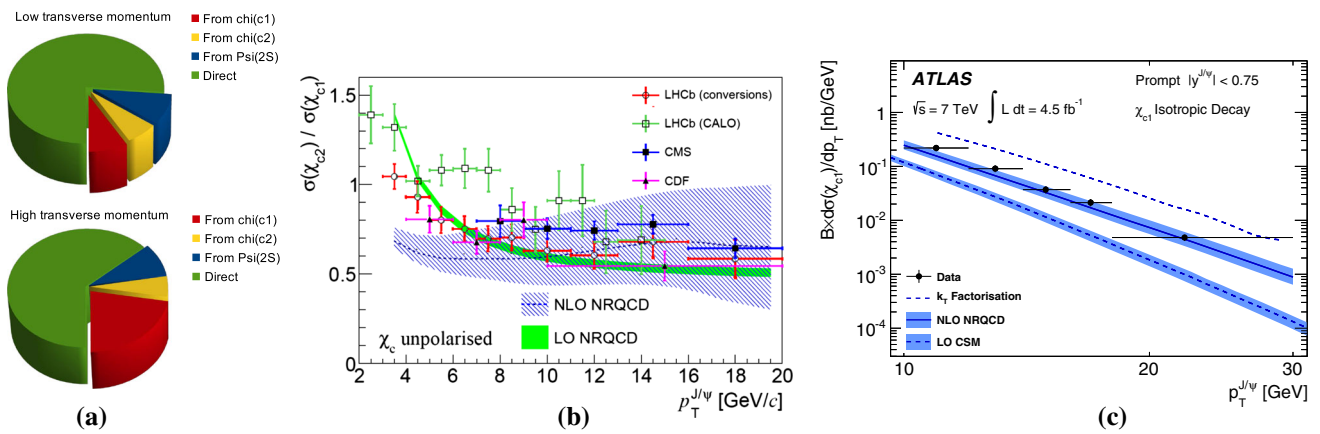 Low transverse momentum
From chi(c1)
From chi(c2)
From Psi(2S)
Direct
High transverse momentum
From chi(c1)
From chi(c2)
From Psi(2S)
Direct
(a)
σ(χc2) / σ(χc1)
1.5
1
0.5
0
LHCb (conversions)
LHCb (CALO)
CMS
CDF
NLO NRQCD
LO NRQCD
χc unpolarised
2 4 6 8 10 12 14 16 18 20
pT J/ψ [GeV/c]
(b)
B×dσ(χc1)/dpT [nb/GeV]
ATLAS
Prompt |y^J/ψ| < 0.75
√s = 7 TeV ∫ L dt = 4.5 fb⁻¹
χc1 Isotropic Decay
1
10⁻¹
10⁻²
10⁻³
10⁻⁴
Data
kT Factorisation
NLO NRQCD
LO CSM
10 20 30
pT J/ψ [GeV]
(c)